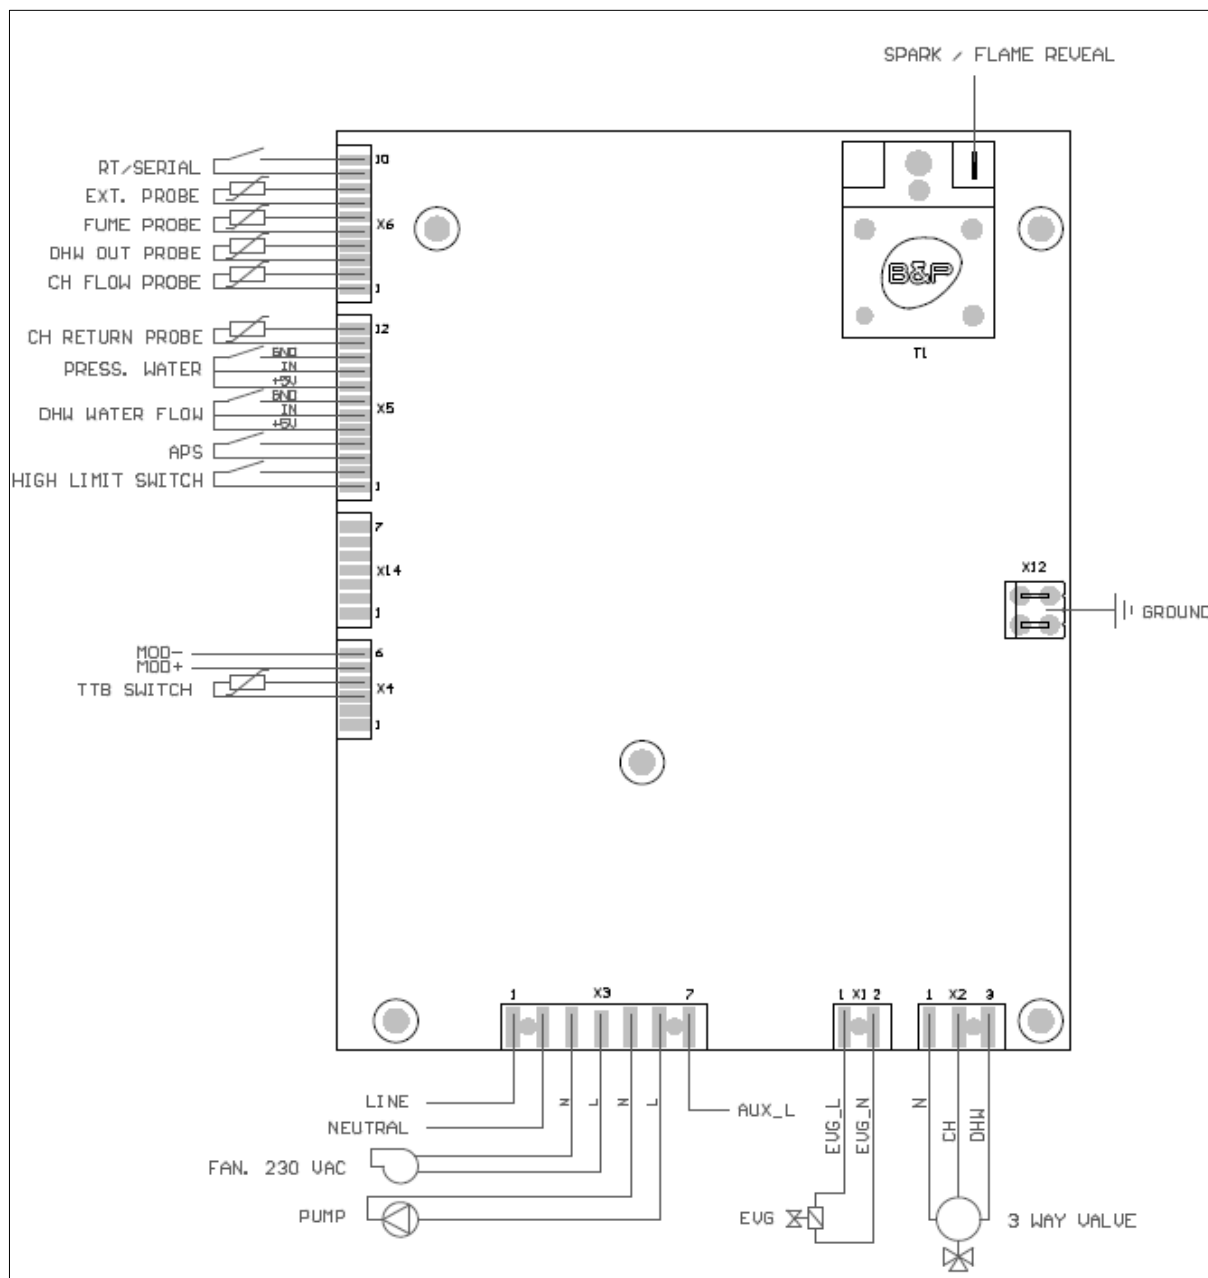 SPARK / FLAME REVEAL
RT/SERIAL
10
EXT. PROBE
FUME PROBE
X6
DHW OUT PROBE
CH FLOW PROBE
1
B&P
T1
CH RETURN PROBE
12
GND
PRESS. WATER
IN
+5V
GND
DHW WATER FLOW
IN
X5
+5V
APS
HIGH LIMIT SWITCH
1
7
X14
1
X12
GROUND
MOD-
6
MOD+
TTB SWITCH
X4
1
1 X3 7
1 X1 2
1 X2 3
LINE
N L N L
AUX_L
EVG_L
EVG_N
N
CH
DHW
NEUTRAL
FAN. 230 VAC
PUMP
EVG
3 WAY VALVE